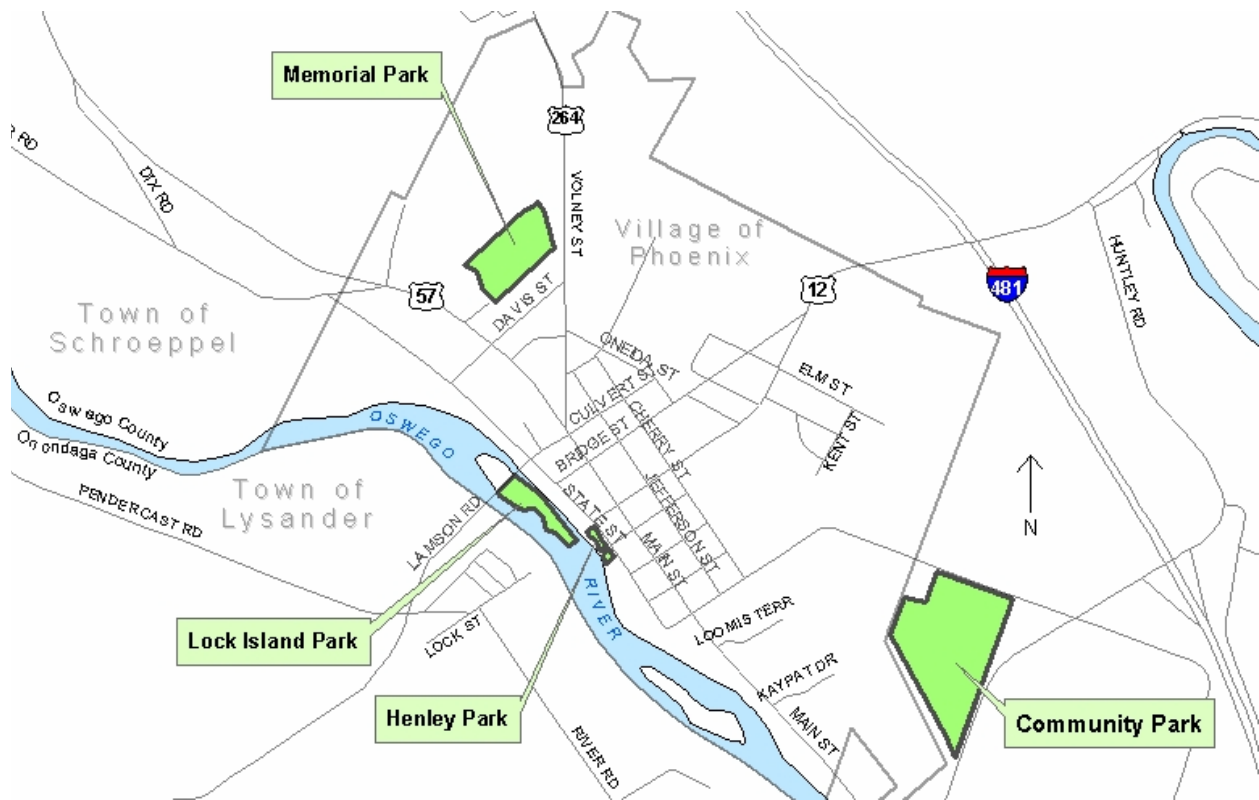 Memorial Park
264
R RD
DIX RD
VOLNEY ST
Village of
Phoenix
HUNTLEY RD
481
12
57
DAVIS ST
Town of
Schroeppel
ONEIDA ST
ELM ST
CULVERT ST
CHERRY ST
KENT ST
Oswego County
Onondaga County
OSWEGO
BRIDGE ST
PENDERCAST RD
Town of
Lysander
STATE ST
JEFFERSON ST
N
LAMSON RD
MAIN ST
RIVER
LOOMIS TERR
Lock Island Park
LOCK ST
KAYPAT DR
Henley Park
MAIN ST
Community Park
RIVER RD